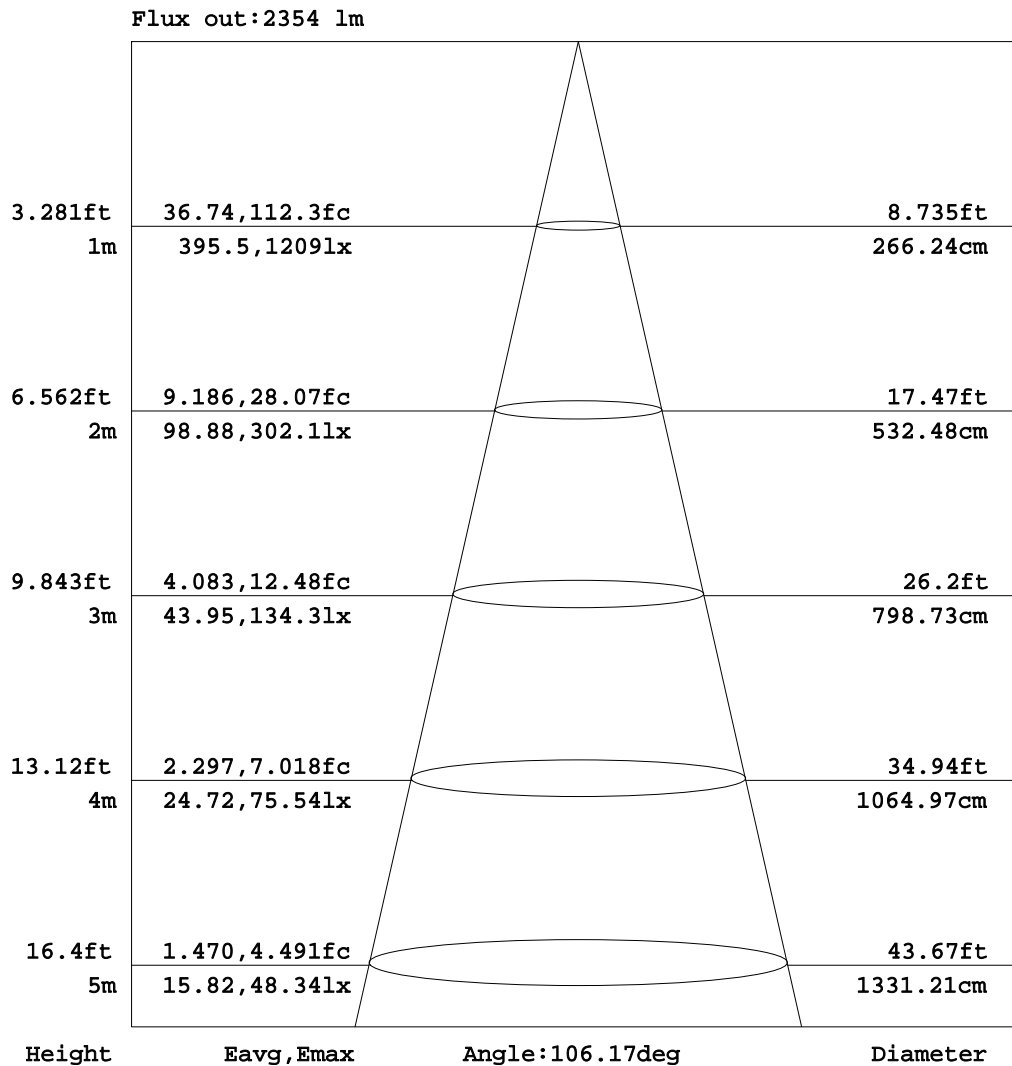 Flux out:2354 lm
3.281ft 36.74,112.3fc 8.735ft
1m 395.5,1209lx 266.24cm
6.562ft 9.186,28.07fc 17.47ft
2m 98.88,302.1lx 532.48cm
9.843ft 4.083,12.48fc 26.2ft
3m 43.95,134.3lx 798.73cm
13.12ft 2.297,7.018fc 34.94ft
4m 24.72,75.54lx 1064.97cm
16.4ft 1.470,4.491fc 43.67ft
5m 15.82,48.34lx 1331.21cm
Height Eavg,Emax Angle:106.17deg Diameter